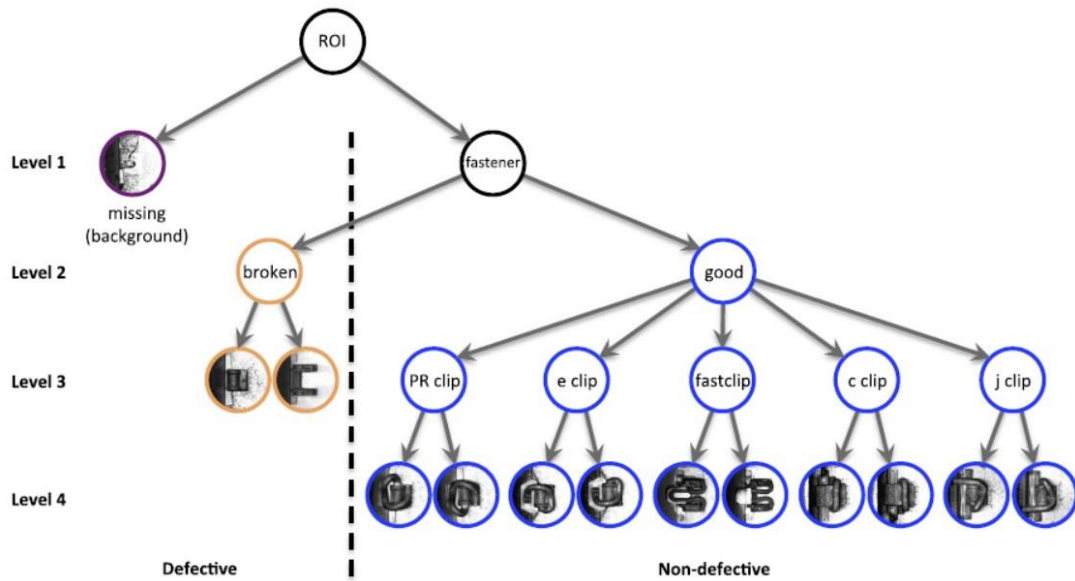 ROI
Level 1
fastener
missing
(background)
Level 2
broken
good
Level 3
PR clip
e clip
fastclip
c clip
j clip
Level 4
Defective
Non-defective